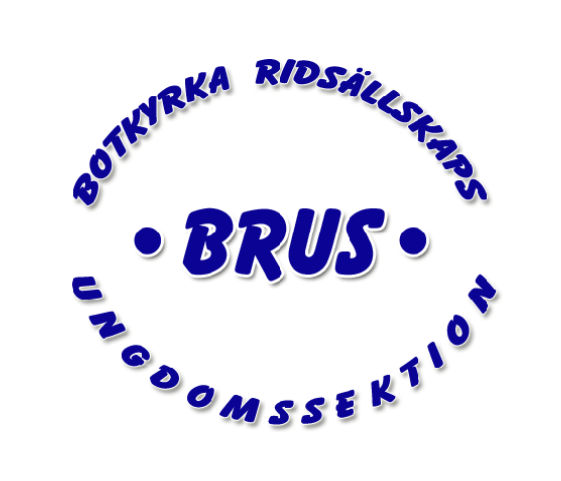 BOTKYRKA RIDSÄLLSKAPS
• BRUS •
UNGDOMSSEKTION